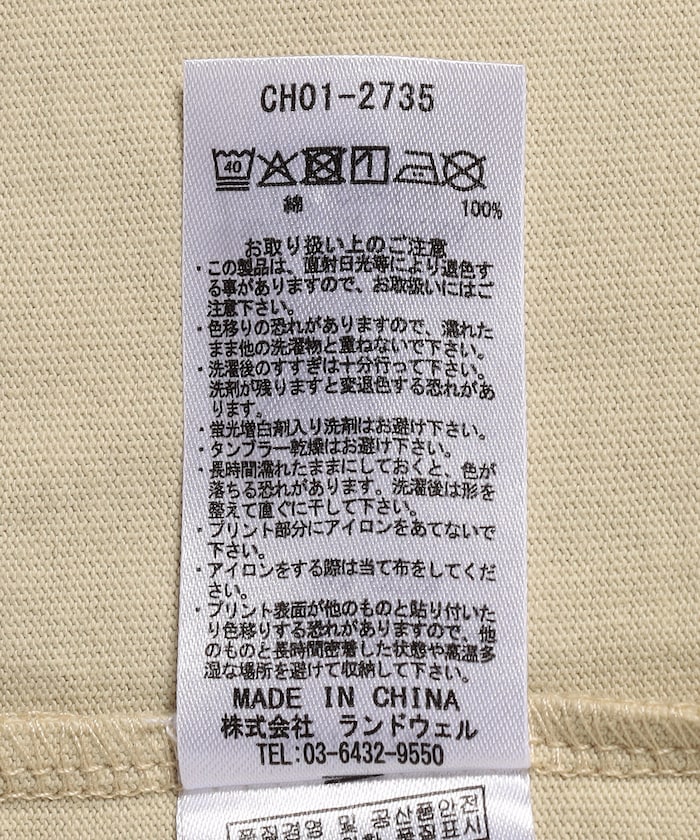 CH01-2735
40
綿 100%
お取り扱い上のご注意
・この製品は、直射日光等により退色す
る事がありますので、お取扱いにはご
注意下さい。
・色移りの恐れがありますので、濡れた
まま他の洗濯物と重ねないで下さい。
・洗濯後のすすぎは十分行って下さい。
洗剤が残りますと変退色する恐れがあ
ります。
・蛍光増白剤入り洗剤はお避け下さい。
・タンブラー乾燥はお避け下さい。
・長時間濡れたままにしておくと、色が
落ちる恐れがあります。洗濯後は形を
整えて直ぐに干して下さい。
・プリント部分にアイロンをあてないで
下さい。
・アイロンをする際は当て布をしてくだ
さい。
・プリント表面が他のものと貼り付いた
り色移りする恐れがありますので、他
のものと長時間密着した状態や高温多
湿な場所を避けて収納して下さい。
MADE IN CHINA
株式会社 ランドウェル
TEL:03-6432-9550